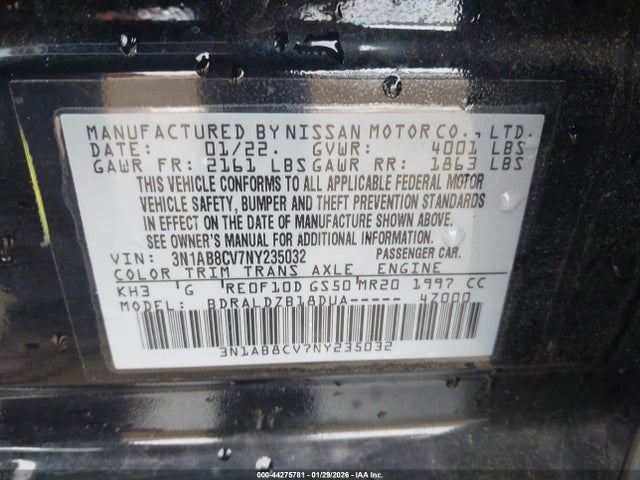 MANUFACTURED BY NISSAN MOTOR CO., LTD.
DATE: 01/22. GVWR: 4001 LBS
GAWR FR: 2161 LBS GAWR RR: 1863 LBS
THIS VEHICLE CONFORMS TO ALL APPLICABLE FEDERAL MOTOR
VEHICLE SAFETY, BUMPER AND THEFT PREVENTION STANDARDS
IN EFFECT ON THE DATE OF MANUFACTURE SHOWN ABOVE.
SEE OWNER'S MANUAL FOR ADDITIONAL INFORMATION.
VIN: 3N1AB8CV7NY235032 PASSENGER CAR.
COLOR TRIM TRANS AXLE ENGINE
KH3 'G 'RE0F10D GS50 MR20 1997 CC
MODEL: BDRALDZB18DUA----- 47000
3N1AB8CV7NY235032
000-44275781 | 01/29/2026 | IAA Inc.